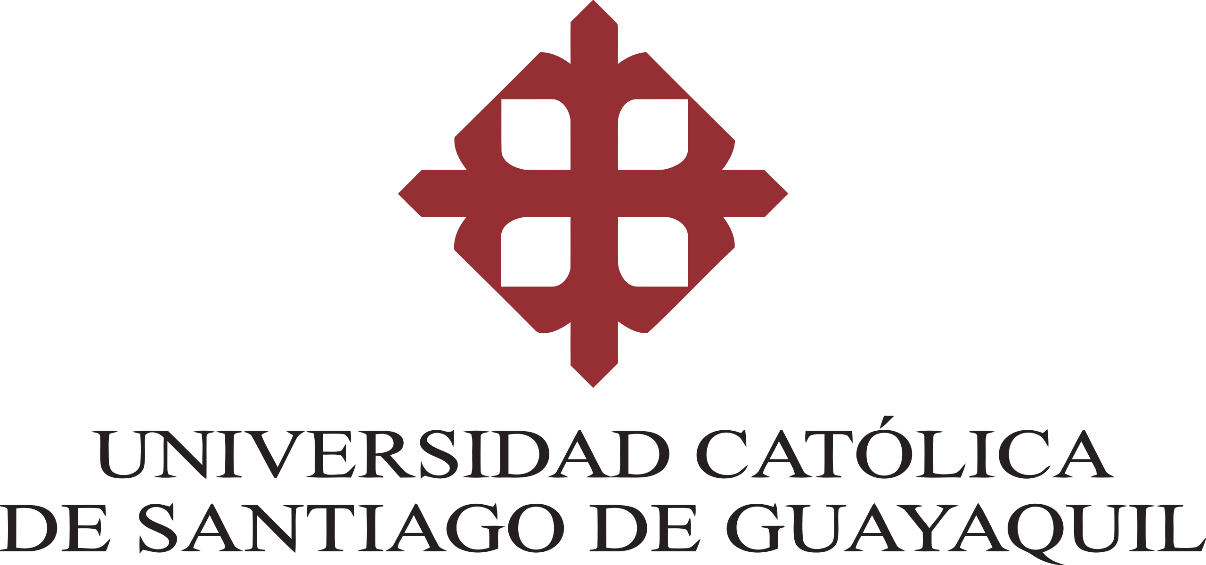 UNIVERSIDAD CATÓLICA
DE SANTIAGO DE GUAYAQUIL